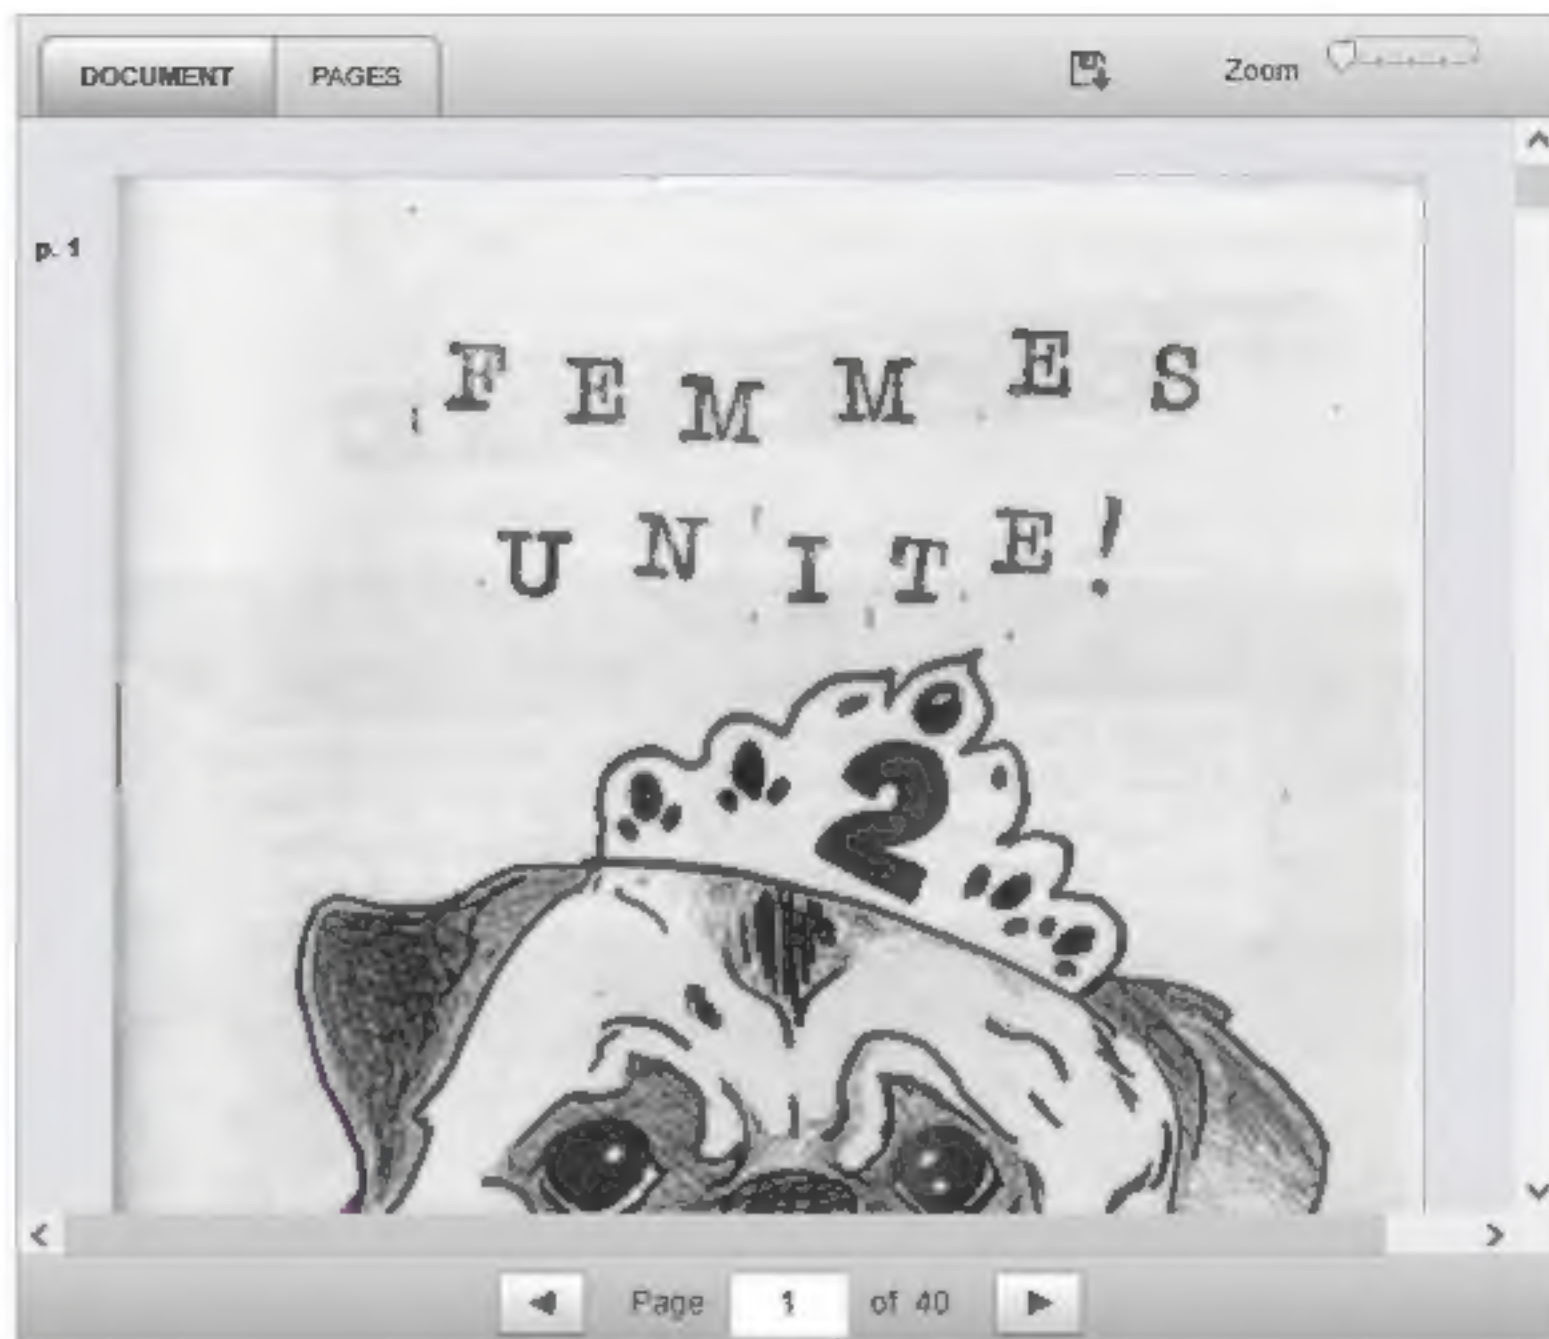 DOCUMENT PAGES Zoom
p. 1
FEMMES
UNITE!
2
Page 1 of 40